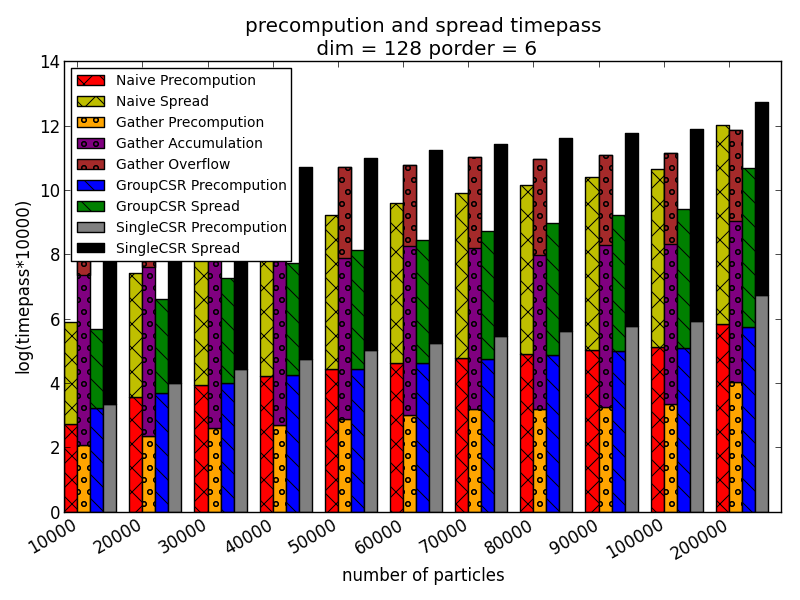 precompution and spread timepass
dim = 128 porder = 6
log(timepass*10000)
14
12
10
8
6
4
2
0
Naive Precompution
Naive Spread
Gather Precompution
Gather Accumulation
Gather Overflow
GroupCSR Precompution
GroupCSR Spread
SingleCSR Precompution
SingleCSR Spread
10000
20000
30000
40000
50000
60000
70000
80000
90000
100000
200000
number of particles